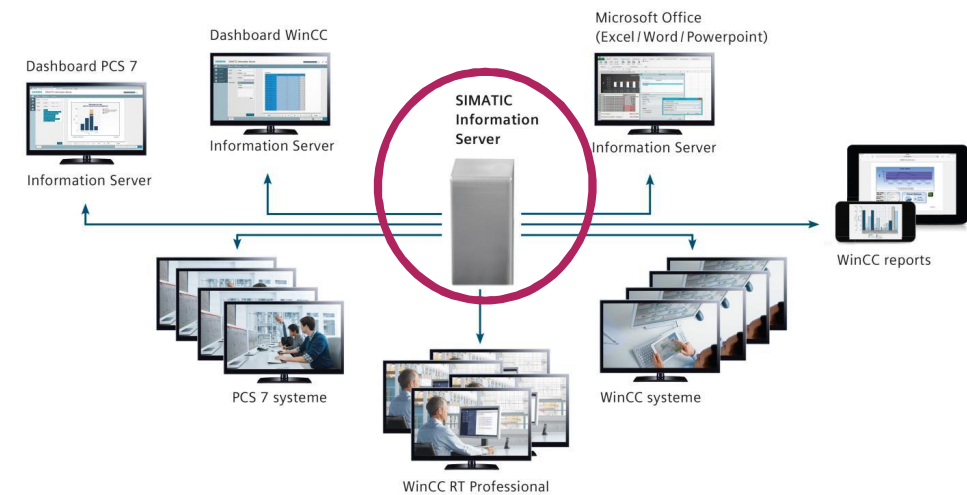 Microsoft Office
(Excel / Word / Powerpoint)
Dashboard WinCC
Dashboard PCS 7
SIMATIC
Information
Server
Information Server
Information Server
Information Server
WinCC reports
PCS 7 systeme
WinCC systeme
WinCC RT Professional